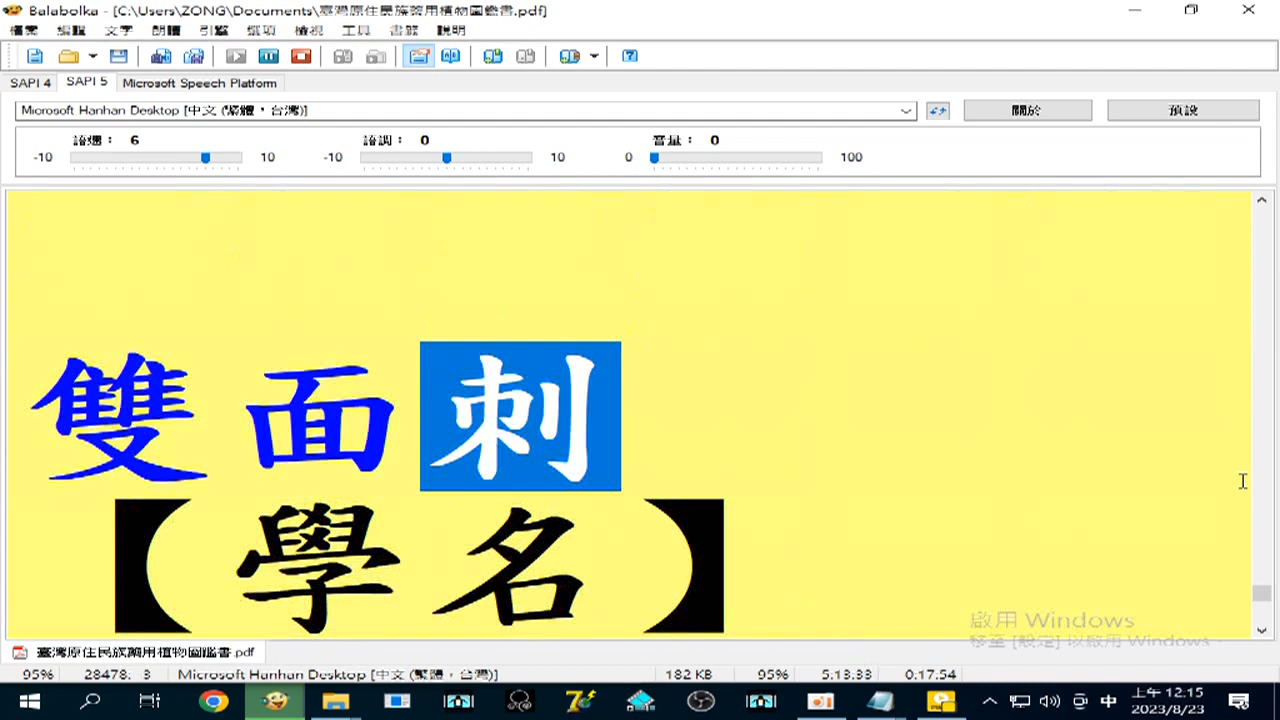 Balabolka - [C:\Users\ZONG\Documents\臺灣原住民族藥用植物圖鑑書.pdf]
檔案 編輯 文字 朗讀 引擎 選項 檢視 工具 書籤 說明
SAPI 4 SAPI 5 Microsoft Speech Platform
Microsoft Hanhan Desktop [中文 (繁體，台灣)] 關於 預設
語速： 6 語調： 0 音量： 0
-10 10 -10 10 0 100
雙面刺
【學名】
啟用 Windows
移至 [設定] 以啟用 Windows。
臺灣原住民族藥用植物圖鑑書.pdf
95% 28478: 3 Microsoft Hanhan Desktop [中文 (繁體，台灣)] 182 KB 95% 5:13.33 0:17.54
中 上午 12.15
2023/8/23